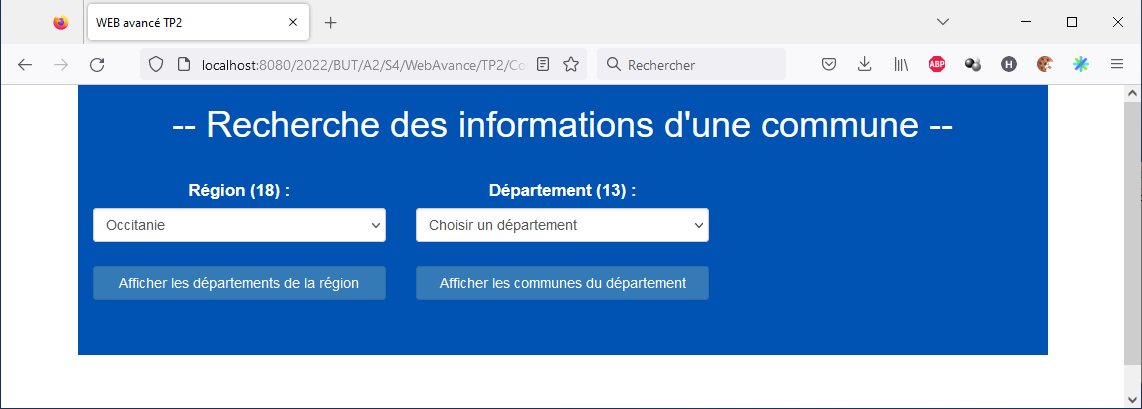 WEB avancé TP2
localhost:8080/2022/BUT/A2/S4/WebAvance/TP2/Co
Rechercher
ABP
H
-- Recherche des informations d'une commune --
Région (18) :
Département (13) :
Occitanie
Choisir un département
Afficher les départements de la région
Afficher les communes du département